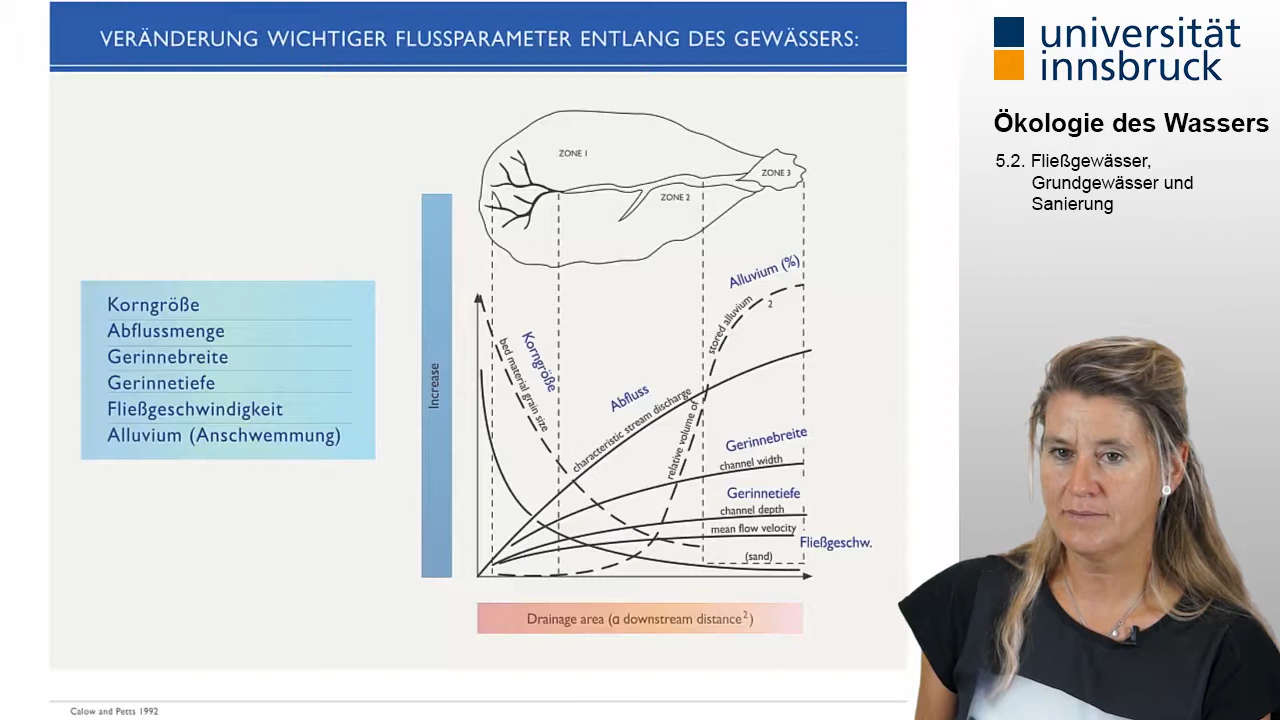 VERÄNDERUNG WICHTIGER FLUSSPARAMETER ENTLANG DES GEWÄSSERS:
universität
innsbruck
Ökologie des Wassers
5.2. Fließgewässer,
Grundgewässer und
Sanierung
Korngröße
Abflussmenge
Gerinnebreite
Gerinnetiefe
Fließgeschwindigkeit
Alluvium (Anschwemmung)
Increase
ZONE 1
ZONE 2
ZONE 3
Alluvium (%)
stored alluvium
2
Korngröße
bed material grain size
Abfluss
characteristic stream discharge
relative volume of
Gerinnebreite
channel width
Gerinnetiefe
channel depth
mean flow velocity
Fließgeschw.
(sand)
Drainage area (α downstream distance²)
Calow and Petts 1992